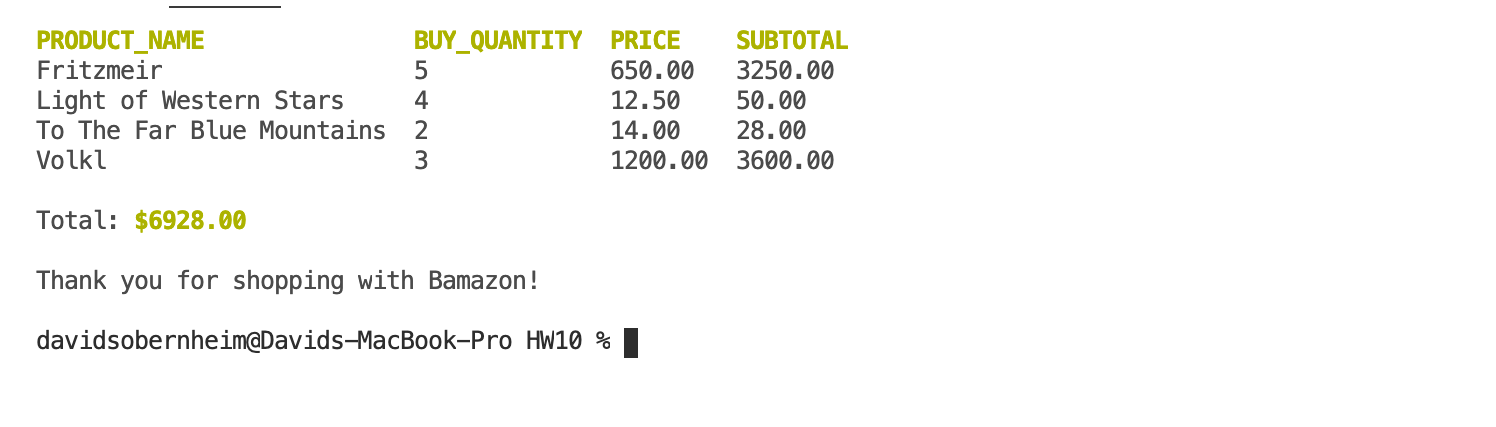 PRODUCT_NAME BUY_QUANTITY PRICE SUBTOTAL
Fritzmeir 5 650.00 3250.00
Light of Western Stars 4 12.50 50.00
To The Far Blue Mountains 2 14.00 28.00
Volkl 3 1200.00 3600.00
Total: $6928.00
Thank you for shopping with Bamazon!
davidsobernheim@Davids-MacBook-Pro HW10 %